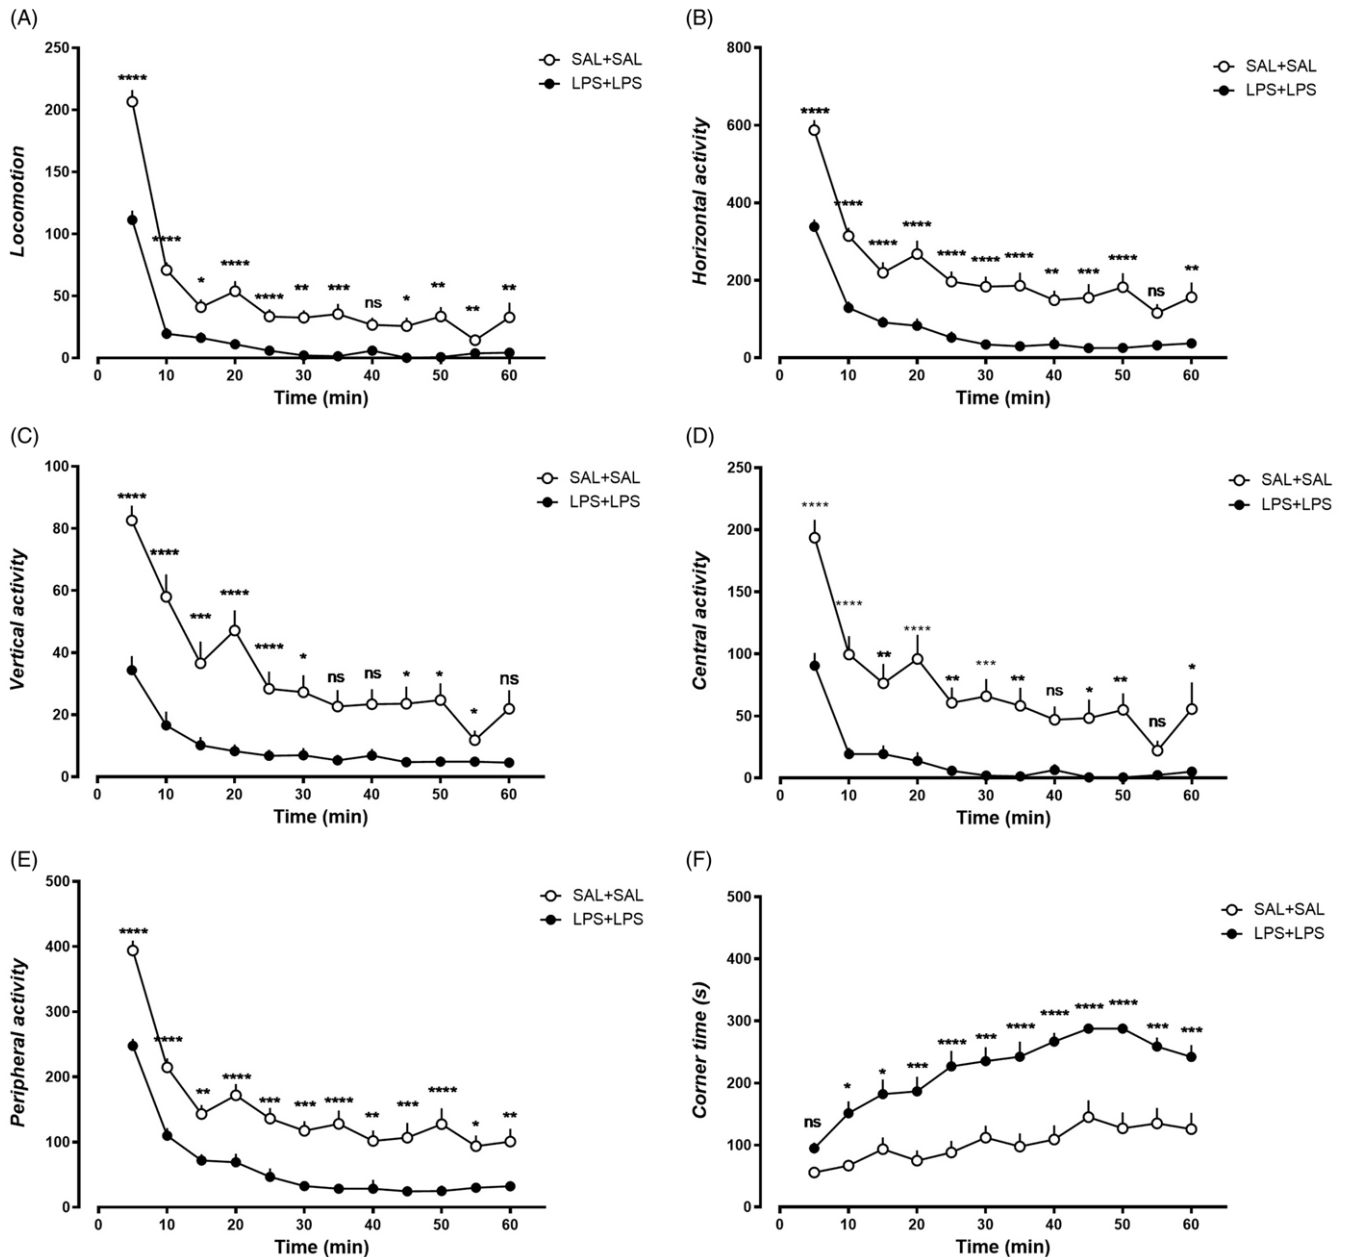 (A)
250
200
150
100
50
0
Locomotion
SAL+SAL
LPS+LPS
**** **** * **** **** ** *** ns * ** ** **
0 10 20 30 40 50 60
Time (min)
(B)
800
600
400
200
0
Horizontal activity
SAL+SAL
LPS+LPS
**** **** **** **** **** **** **** ** *** **** ns **
0 10 20 30 40 50 60
Time (min)
(C)
100
80
60
40
20
0
Vertical activity
SAL+SAL
LPS+LPS
**** **** *** **** **** * ns ns * * * ns
0 10 20 30 40 50 60
Time (min)
(D)
250
200
150
100
50
0
Central activity
SAL+SAL
LPS+LPS
**** **** ** **** ** *** ** ns * ** ns *
0 10 20 30 40 50 60
Time (min)
(E)
500
400
300
200
100
0
Peripheral activity
SAL+SAL
LPS+LPS
**** **** ** **** *** *** **** ** *** **** * **
0 10 20 30 40 50 60
Time (min)
(F)
500
400
300
200
100
0
Corner time (s)
SAL+SAL
LPS+LPS
ns * * *** **** *** **** **** **** **** *** ***
0 10 20 30 40 50 60
Time (min)